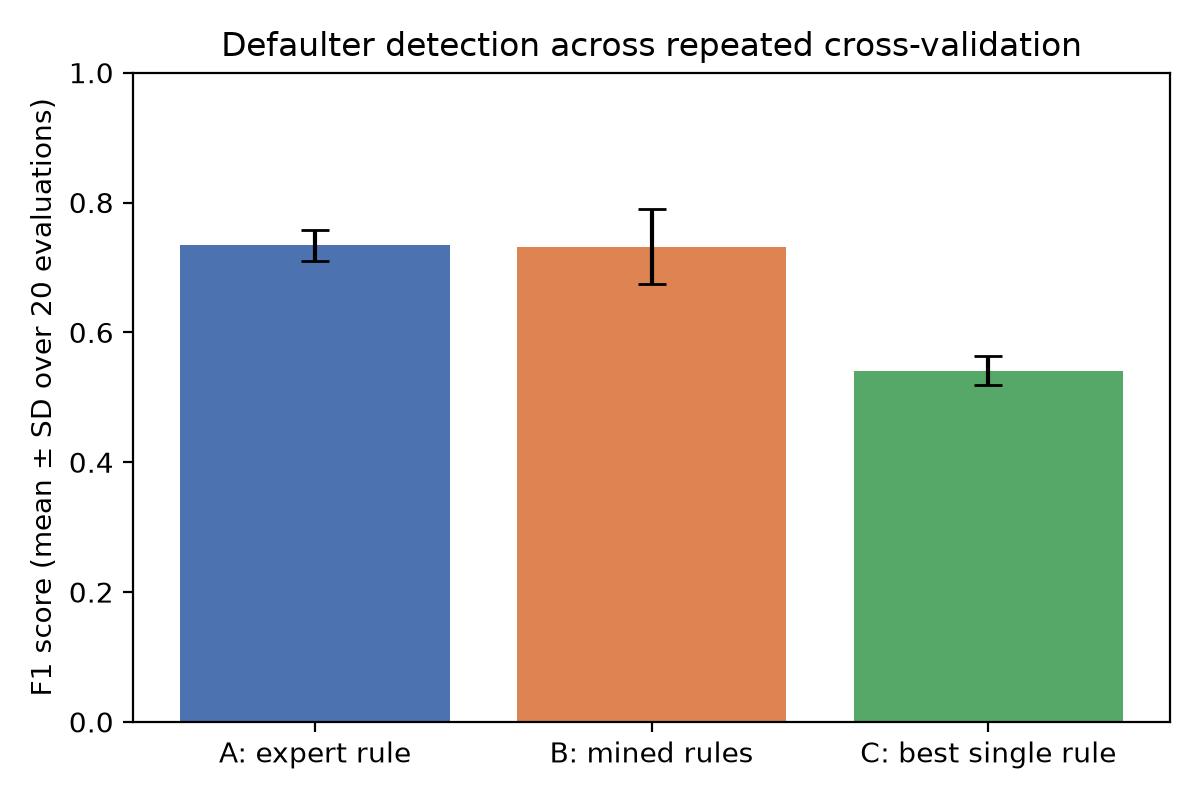 Defaulter detection across repeated cross-validation
F1 score (mean ± SD over 20 evaluations)
1.0
0.8
0.6
0.4
0.2
0.0
A: expert rule
B: mined rules
C: best single rule